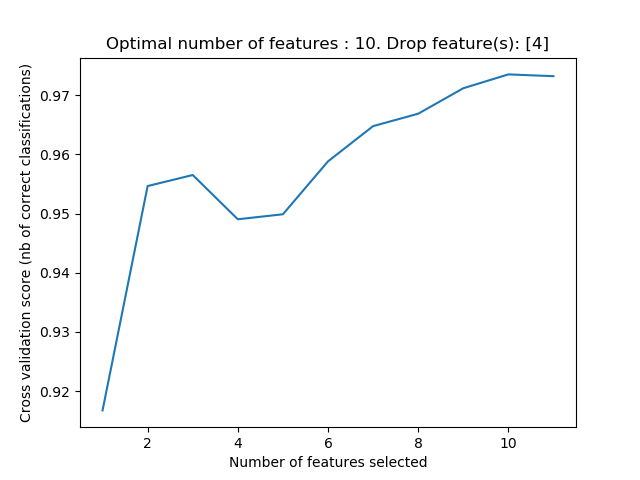 Optimal number of features : 10. Drop feature(s): [4]
Cross validation score (nb of correct classifications)
0.97
0.96
0.95
0.94
0.93
0.92
2 4 6 8 10
Number of features selected